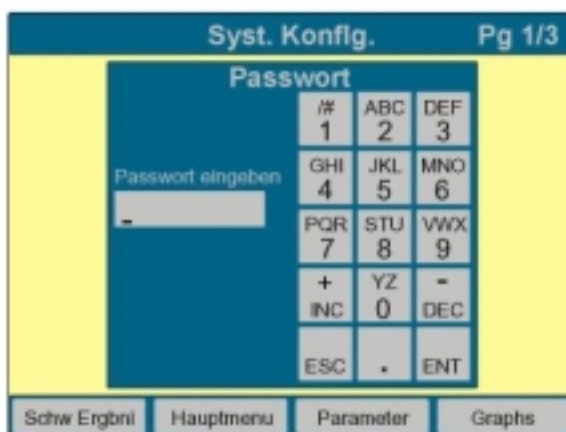 Syst. Konfig. Pg 1/3
Passwort
/# ABC DEF
1 2 3
GHI JKL MNO
4 5 6
Passwort eingeben
PQR STU VWX
7 8 9
+ YZ -
INC 0 DEC
ESC . ENT
Schw Ergbnl Hauptmenu Parameter Graphs